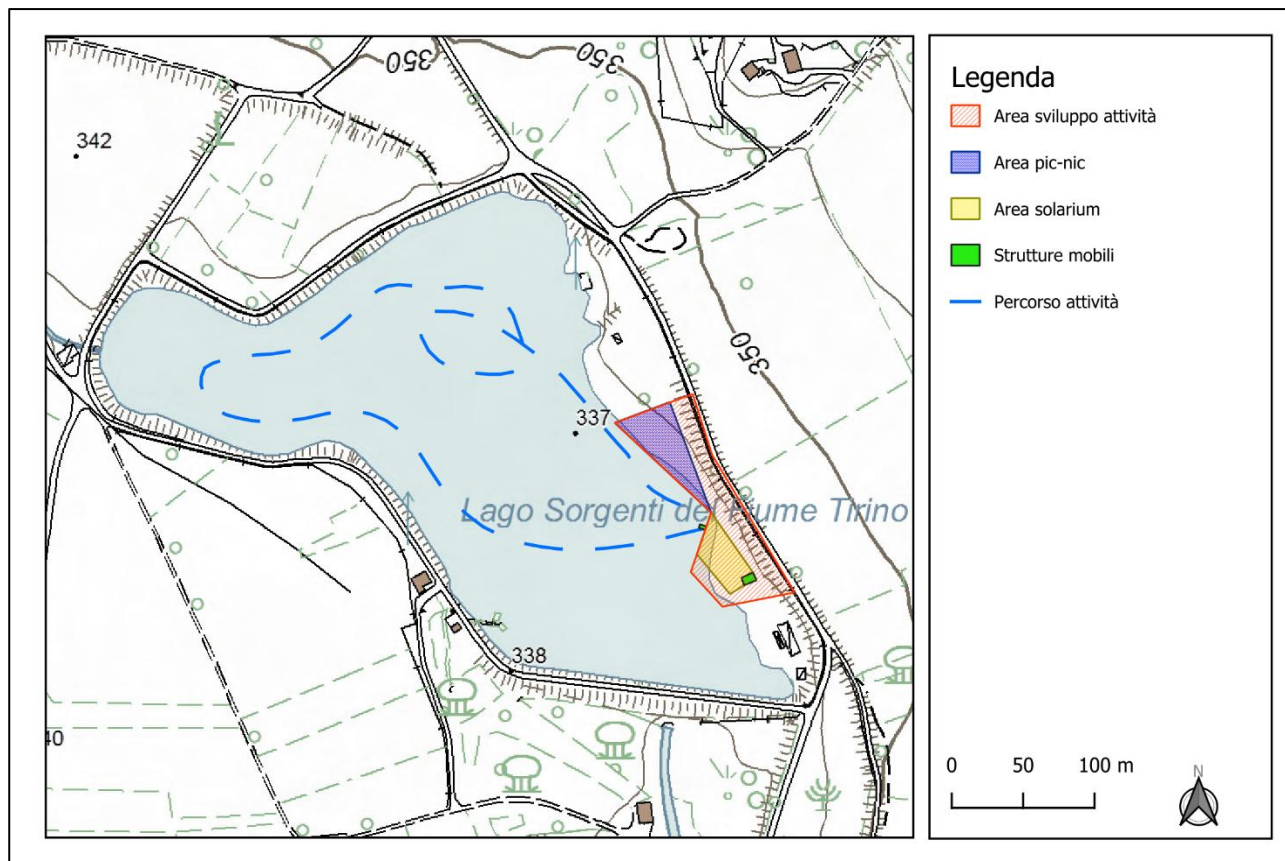 350
350
342
350
337
Lago Sorgenti del Fiume Tirino
338
40
Legenda
Area sviluppo attività
Area pic-nic
Area solarium
Strutture mobili
Percorso attività
0 50 100 m
N